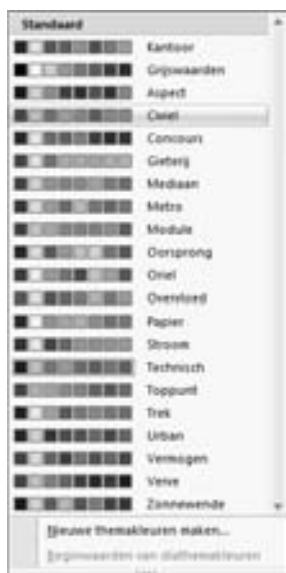 Standaard
Kantoor
Grijswaarden
Aspect
Civiel
Concours
Gieterij
Mediaan
Metro
Module
Oorsprong
Oriel
Overvloed
Papier
Stroom
Technisch
Toppunt
Trek
Urban
Vermogen
Verve
Zonnewende
Nieuwe themakleuren maken...
Beginwaarden van diathemakleuren